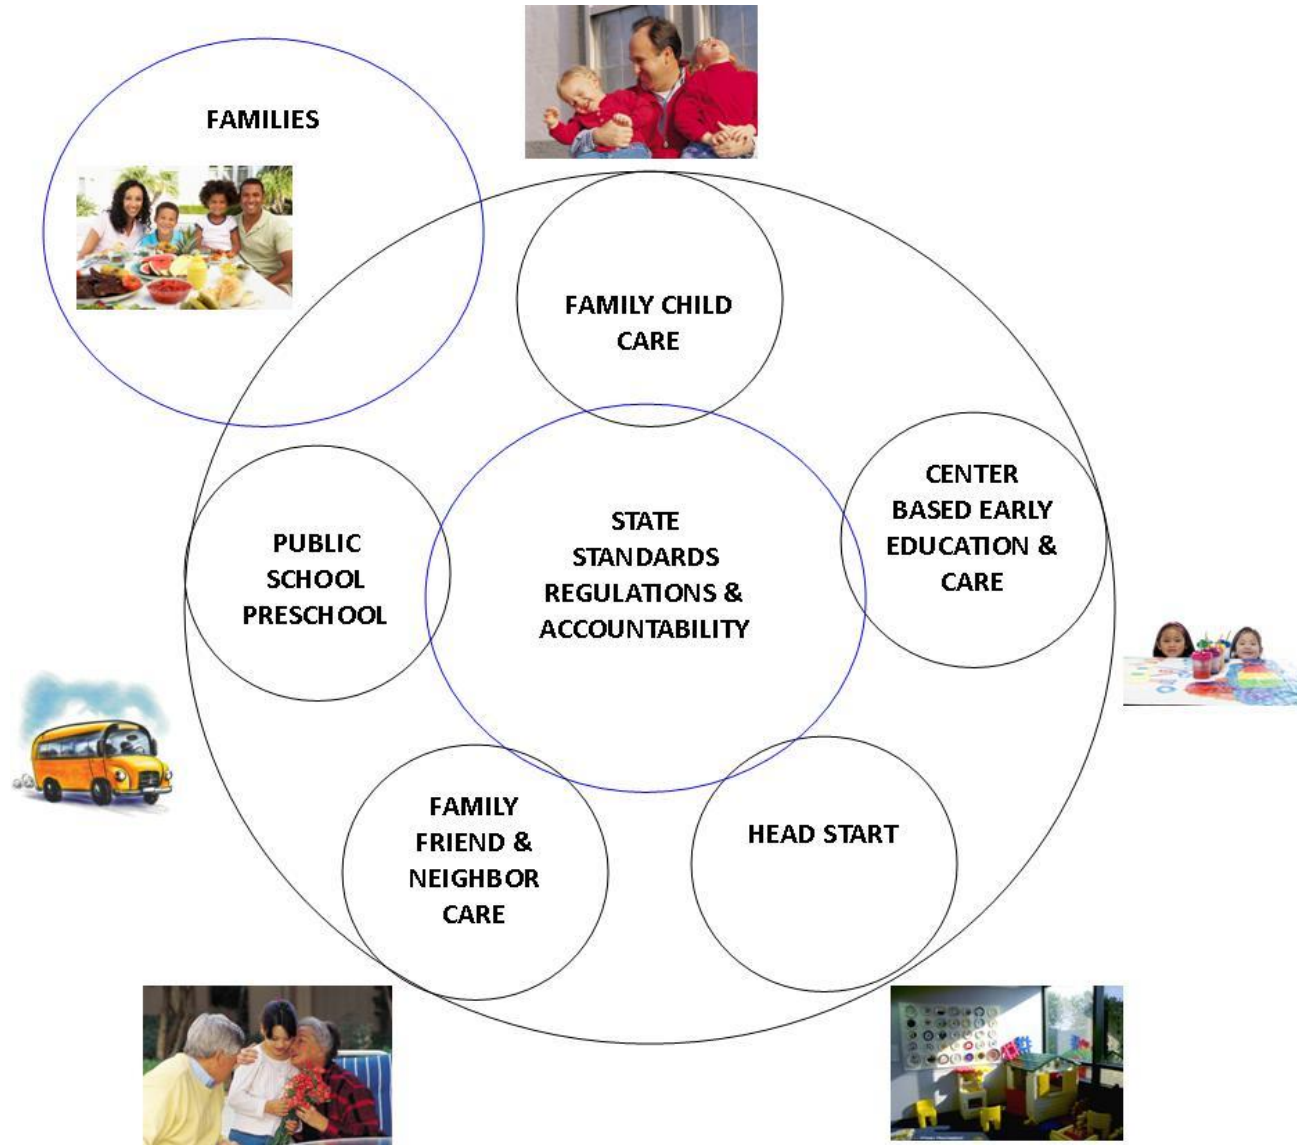 FAMILIES
FAMILY CHILD
CARE
CENTER
BASED EARLY
EDUCATION &
CARE
STATE
STANDARDS
REGULATIONS &
ACCOUNTABILITY
PUBLIC
SCHOOL
PRESCHOOL
FAMILY
FRIEND &
NEIGHBOR
CARE
HEAD START